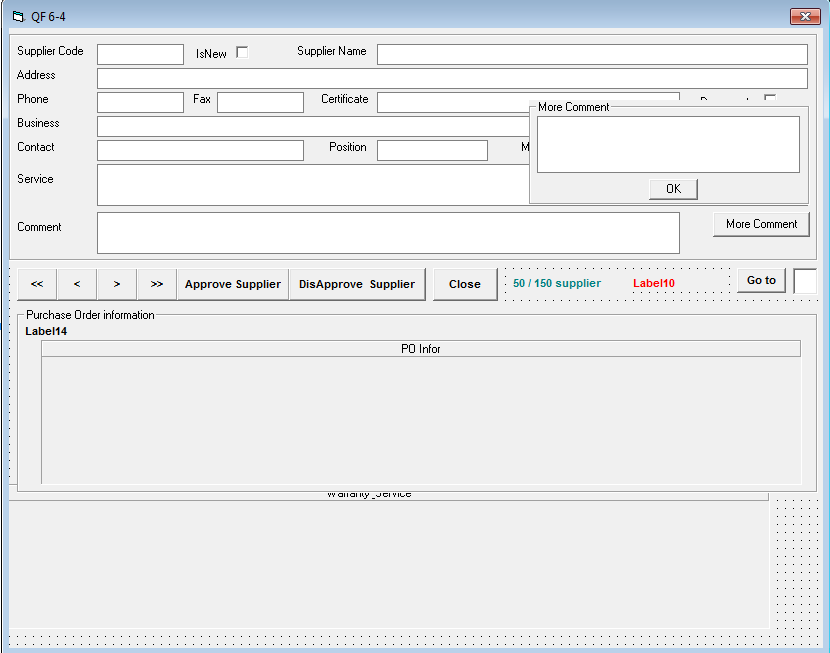 QF 6-4
Supplier Code IsNew Supplier Name
Address
Phone Fax Certificate
More Comment
Business
Contact Position M
OK
Service
Comment More Comment
<< < > >> Approve Supplier DisApprove Supplier Close 50 / 150 supplier Label10 Go to
Purchase Order information
Label14
PO Infor
Warranty_Service